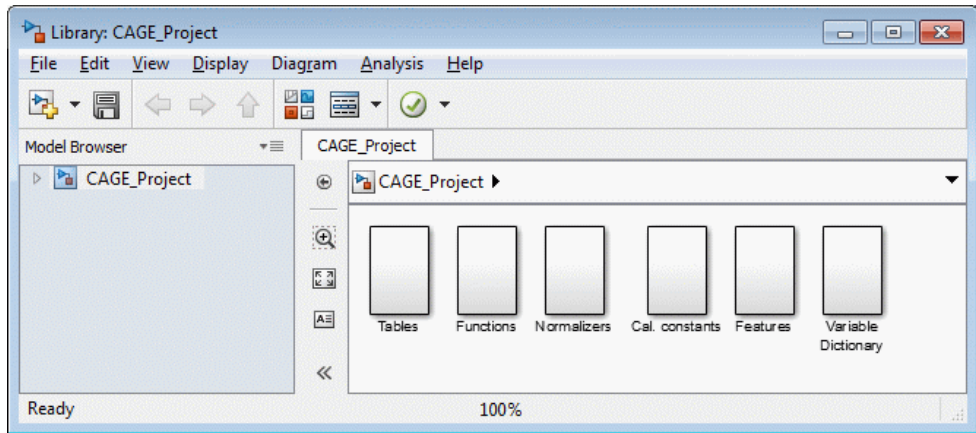 Library: CAGE_Project
File Edit View Display Diagram Analysis Help
Model Browser
CAGE_Project
CAGE_Project
CAGE_Project
Tables
Functions
Normalizers
Cal. constants
Features
Variable
Dictionary
Ready
100%